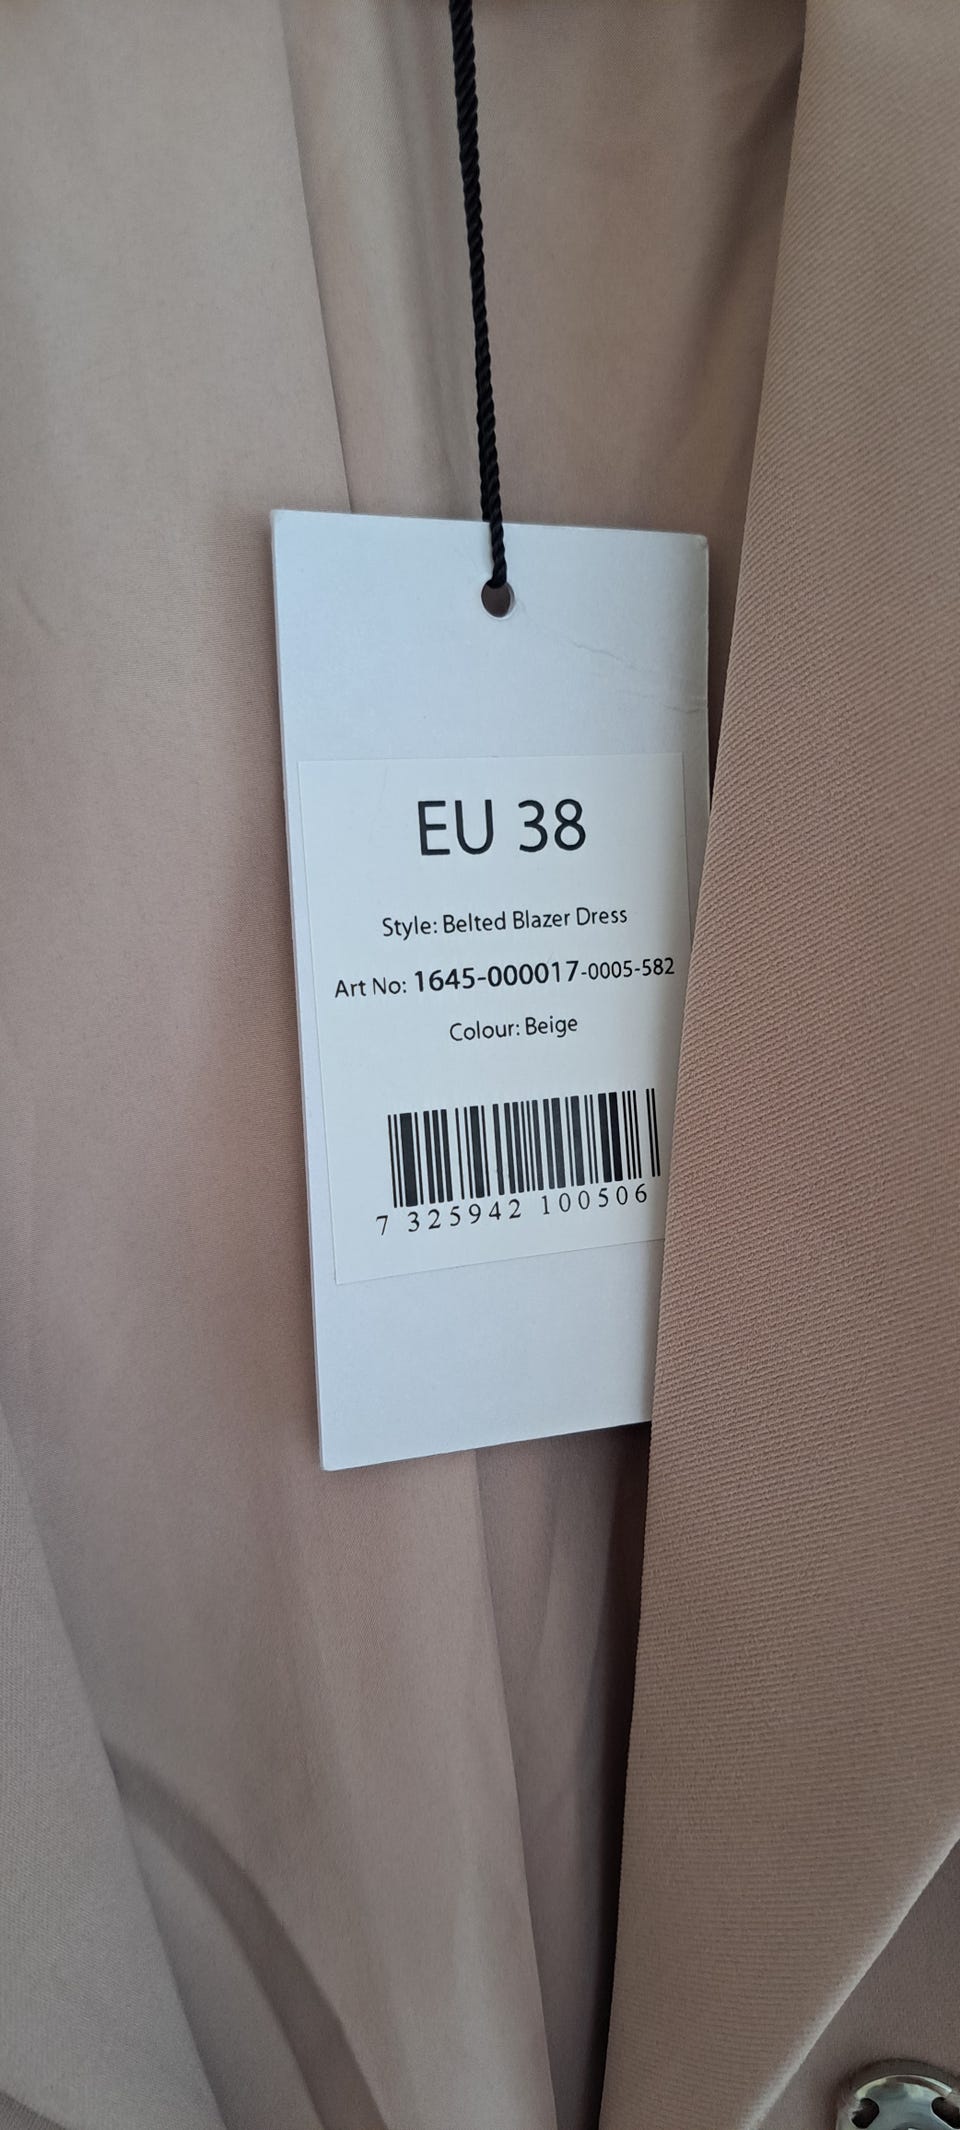 EU 38
Style: Belted Blazer Dress
Art No: 1645-000017-0005-582
Colour: Beige
7 325942 100506